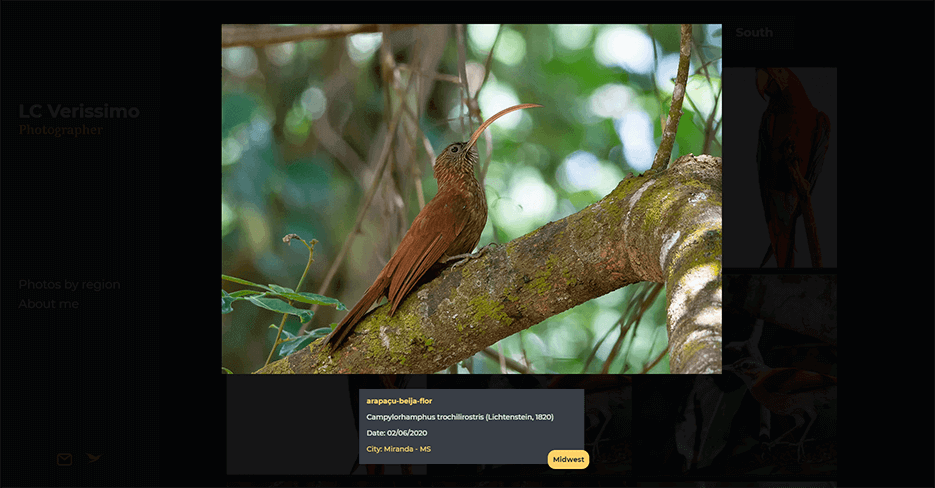 South
LC Verissimo
Photographer
Photos by region
About me
arapaçu-beija-flor
Campylorhamphus trochilirostris (Lichtenstein, 1820)
Date: 02/06/2020
City: Miranda - MS
Midwest